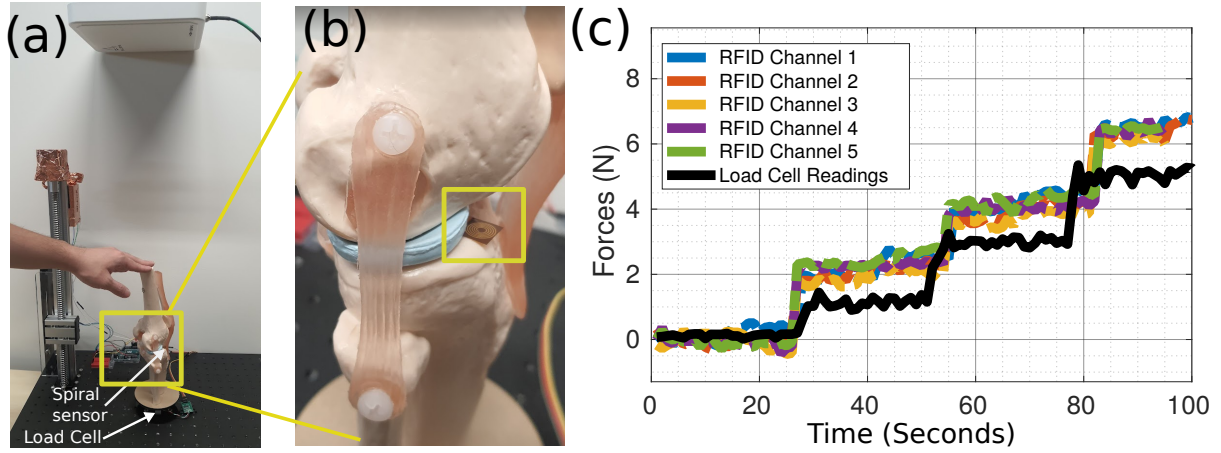 (a)
Spiral
sensor
Load Cell
(b)
(c)
RFID Channel 1
RFID Channel 2
RFID Channel 3
RFID Channel 4
RFID Channel 5
Load Cell Readings
Forces (N)
8
6
4
2
0
0
20
40
60
80
100
Time (Seconds)